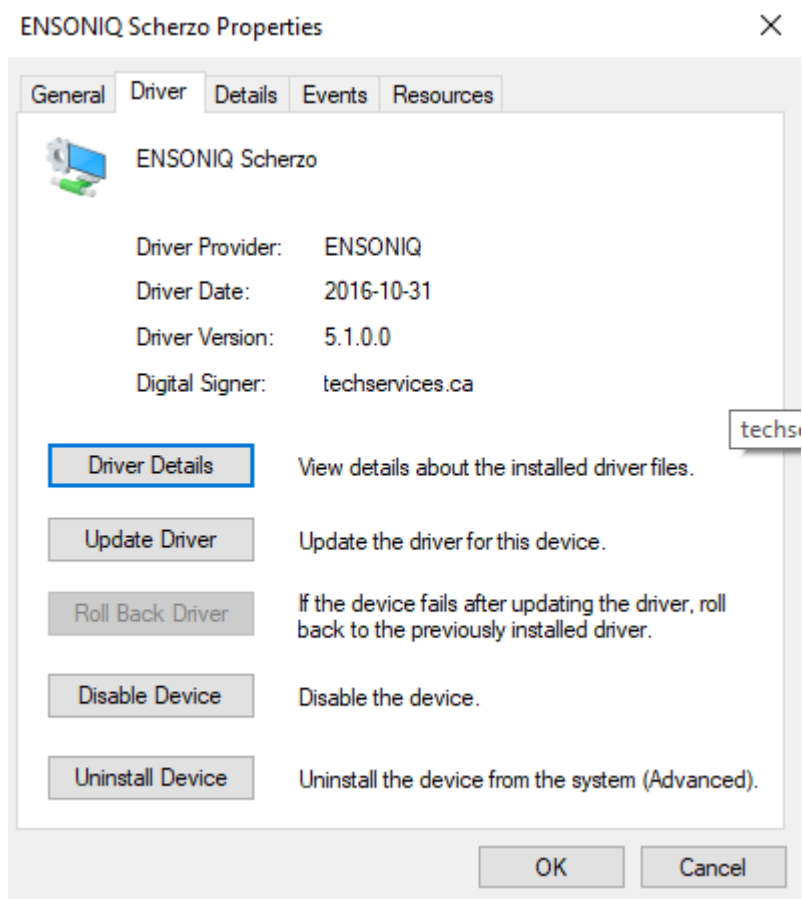 ENSONIQ Scherzo Properties
General Driver Details Events Resources
ENSONIQ Scherzo
Driver Provider: ENSONIQ
Driver Date: 2016-10-31
Driver Version: 5.1.0.0
Digital Signer: techservices.ca
techs
Driver Details View details about the installed driver files.
Update Driver Update the driver for this device.
Roll Back Driver If the device fails after updating the driver, roll
back to the previously installed driver.
Disable Device Disable the device.
Uninstall Device Uninstall the device from the system (Advanced).
OK Cancel